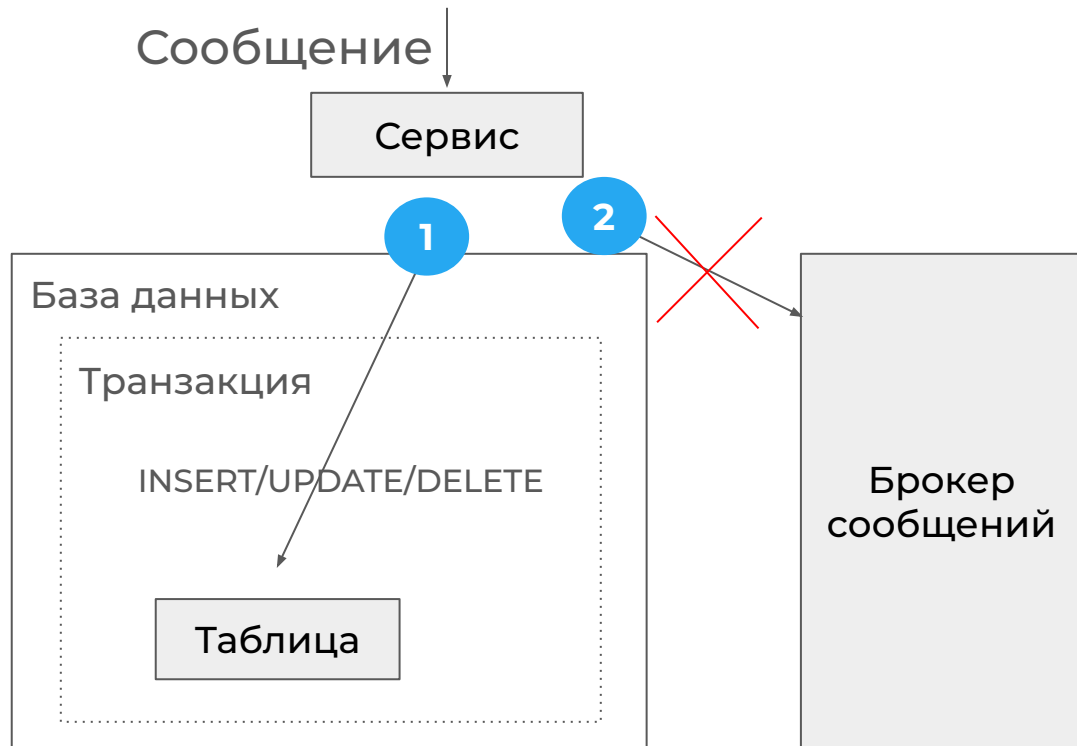 Сообщение
Сервис
1
2
База данных
Транзакция
INSERT/UPDATE/DELETE
Таблица
Брокер
сообщений